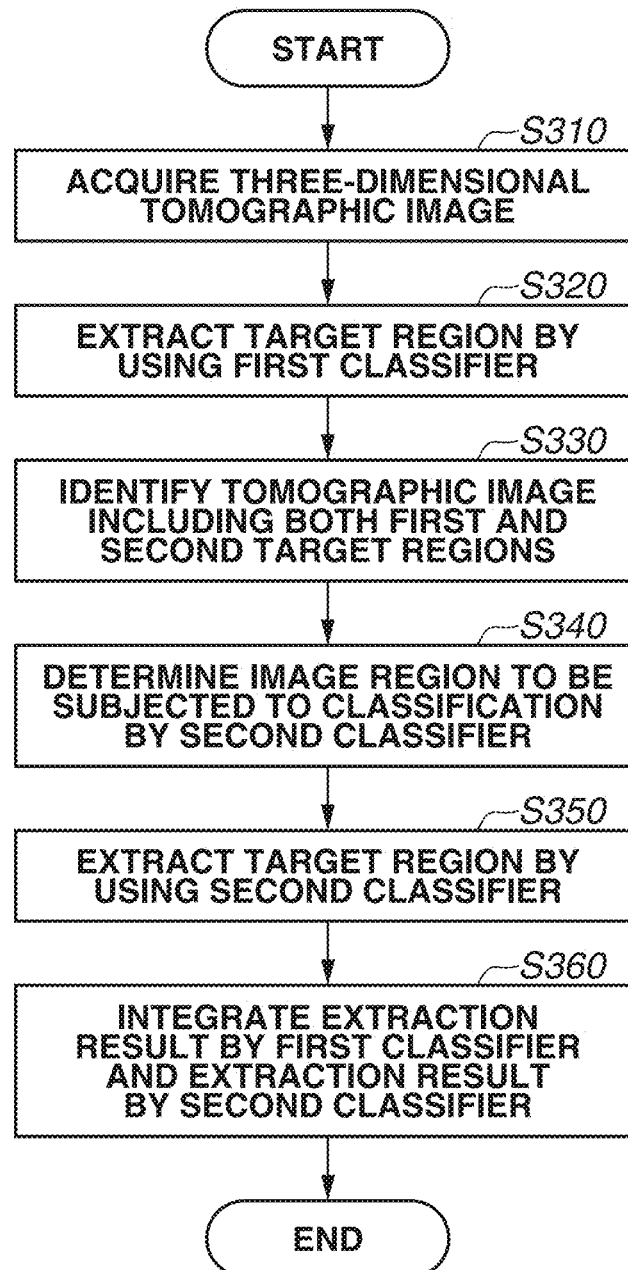 START
S310
ACQUIRE THREE-DIMENSIONAL
TOMOGRAPHIC IMAGE
S320
EXTRACT TARGET REGION BY
USING FIRST CLASSIFIER
S330
IDENTIFY TOMOGRAPHIC IMAGE
INCLUDING BOTH FIRST AND
SECOND TARGET REGIONS
S340
DETERMINE IMAGE REGION TO BE
SUBJECTED TO CLASSIFICATION
BY SECOND CLASSIFIER
S350
EXTRACT TARGET REGION BY
USING SECOND CLASSIFIER
S360
INTEGRATE EXTRACTION
RESULT BY FIRST CLASSIFIER
AND EXTRACTION RESULT
BY SECOND CLASSIFIER
END